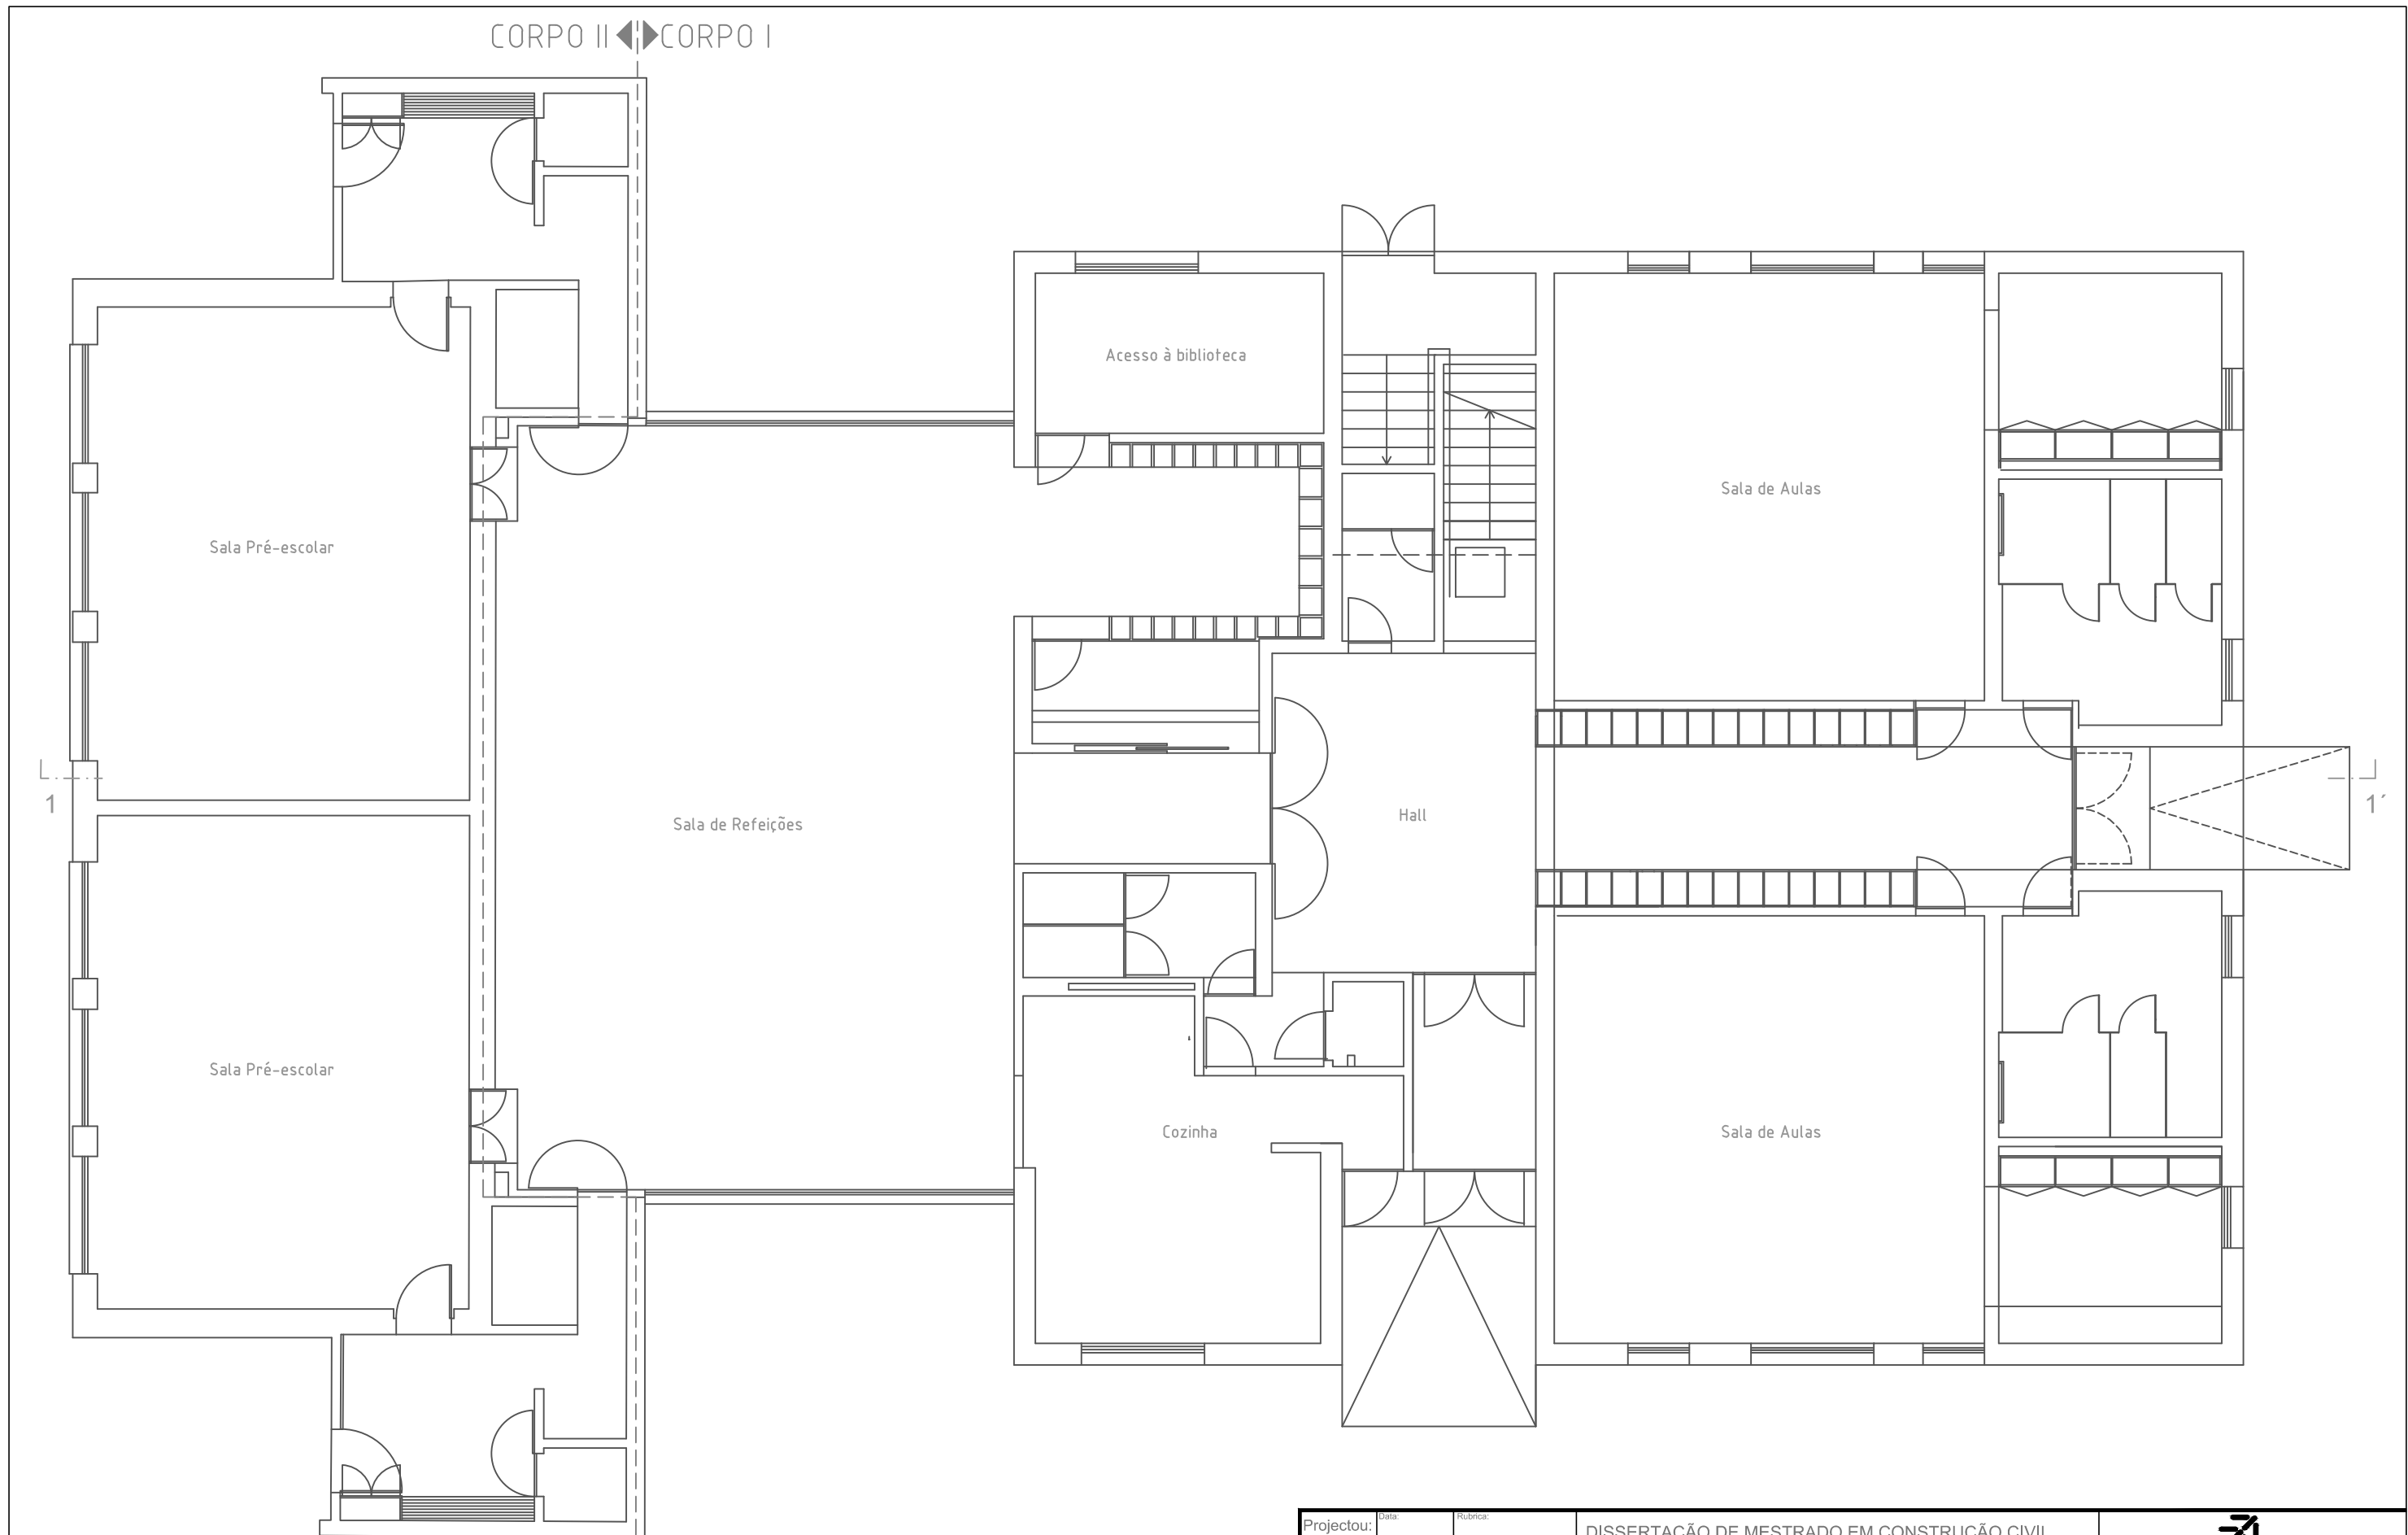 CORPO II CORPO I
Acesso à biblioteca
Sala de Aulas
Sala Pré-escolar
1
1´
Hall
Sala de Refeições
Sala Pré-escolar
Cozinha
Sala de Aulas
Projectou:
Data:
Rubrica:
DISSERTAÇÃO DE MESTRADO EM CONSTRUÇÃO CIVIL